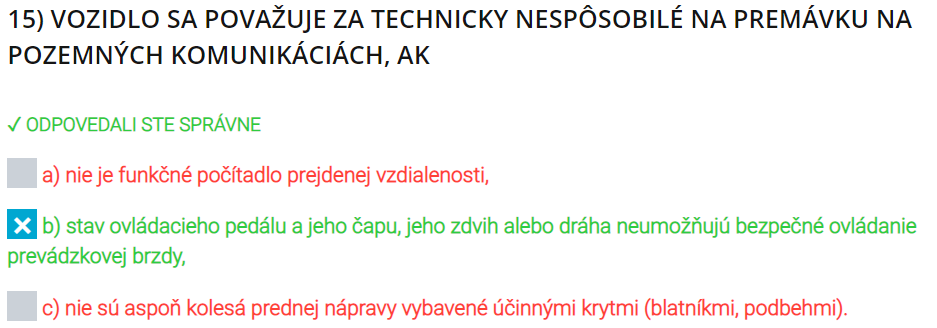 15) VOZIDLO SA POVAŽUJE ZA TECHNICKY NESPÔSOBILÉ NA PREMÁVKU NA
POZEMNÝCH KOMUNIKÁCIÁCH, AK
✓ ODPOVEDALI STE SPRÁVNE
a) nie je funkčné počítadlo prejdenej vzdialenosti,
b) stav ovládacieho pedálu a jeho čapu, jeho zdvih alebo dráha neumožňujú bezpečné ovládanie
prevádzkovej brzdy,
c) nie sú aspoň kolesá prednej nápravy vybavené účinnými krytmi (blatníkmi, podbehmi).